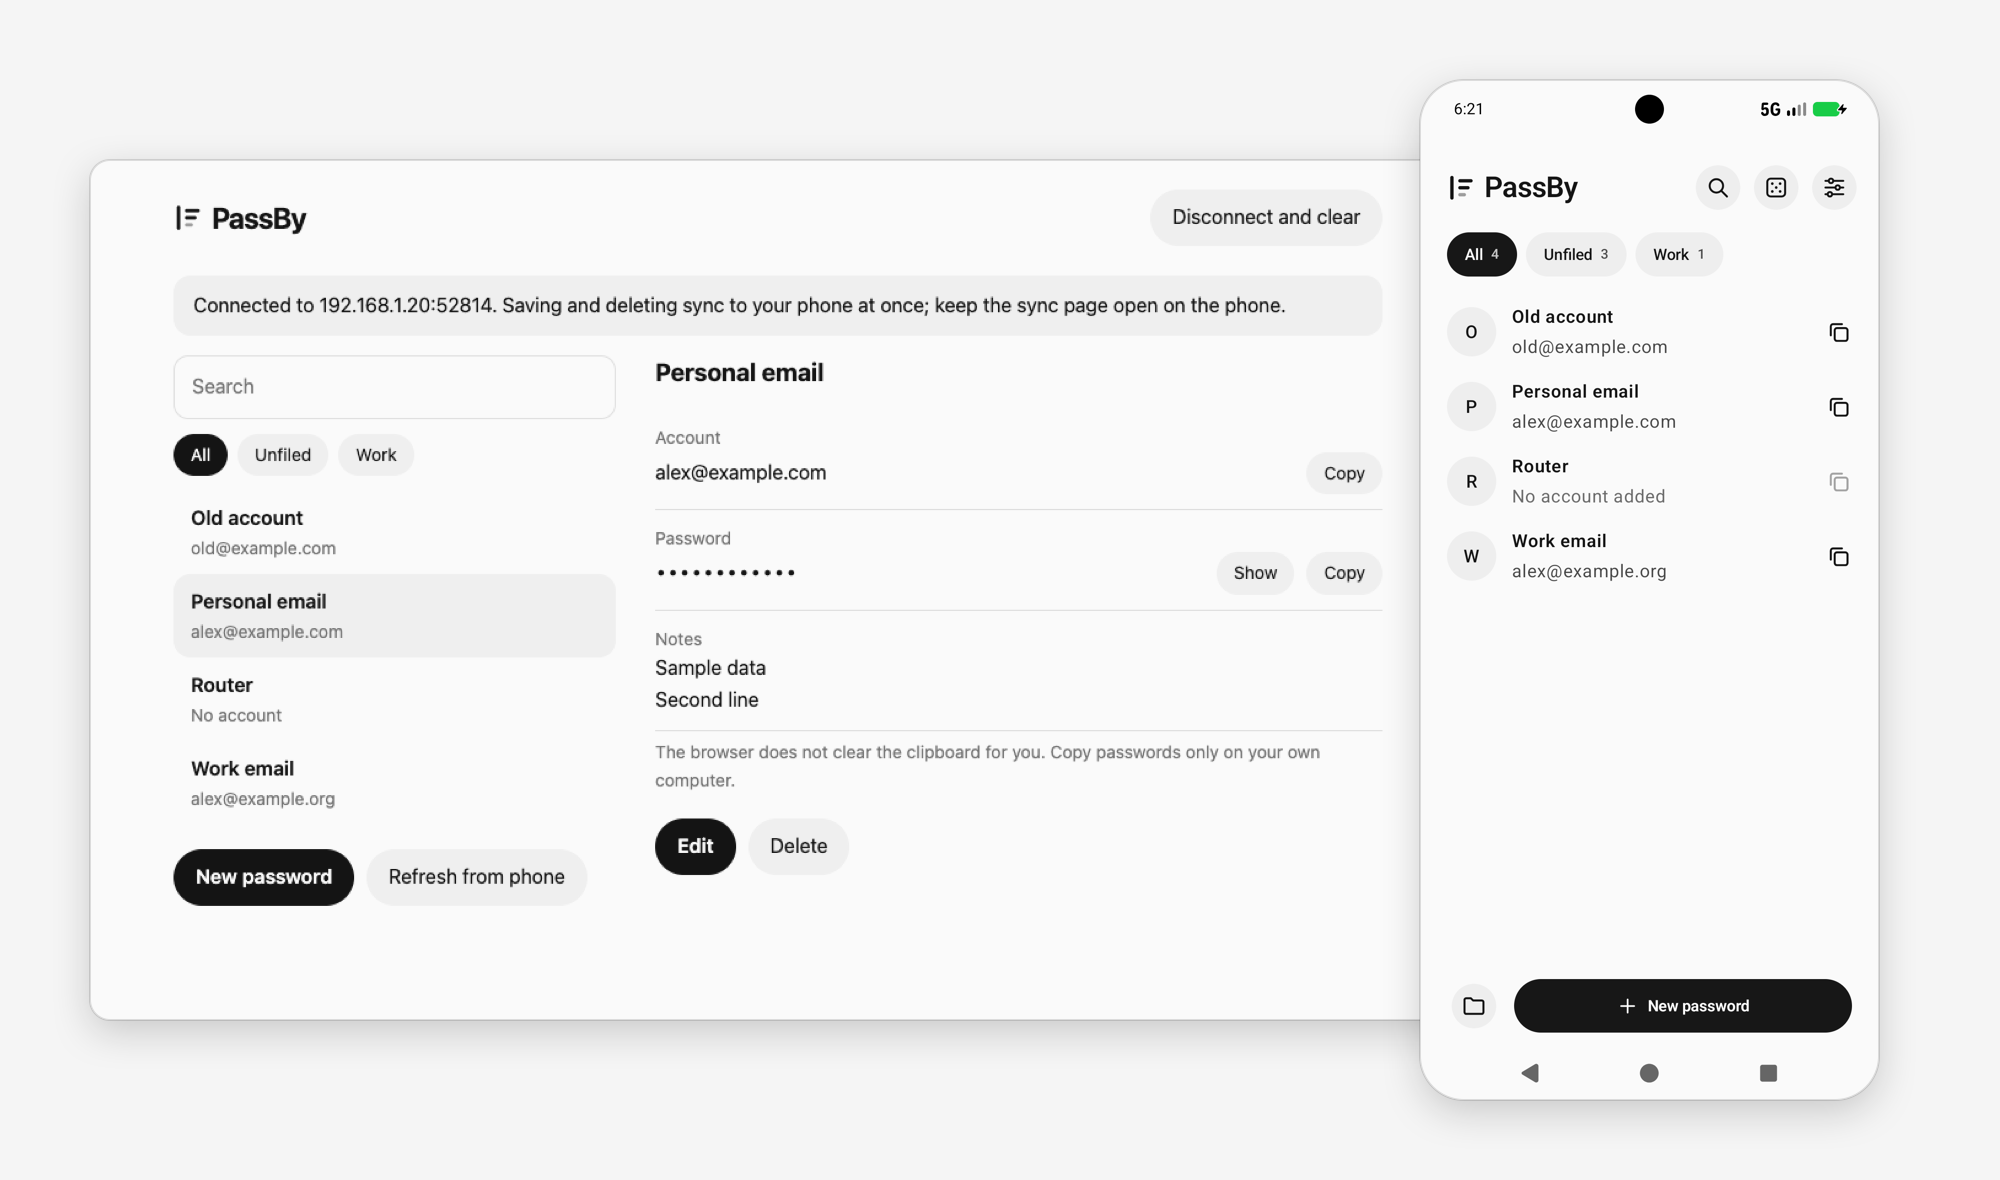 PassBy
Disconnect and clear
Connected to 192.168.1.20:52814. Saving and deleting sync to your phone at once; keep the sync page open on the phone.
Search
All
Unfiled
Work
Old account
old@example.com
Personal email
alex@example.com
Router
No account
Work email
alex@example.org
New password
Refresh from phone
Personal email
Account
alex@example.com
Copy
Password
••••••••••••
Show
Copy
Notes
Sample data
Second line
The browser does not clear the clipboard for you. Copy passwords only on your own
computer.
Edit
Delete
6:21
5G
PassBy
All 4
Unfiled 3
Work 1
O
Old account
old@example.com
P
Personal email
alex@example.com
R
Router
No account added
W
Work email
alex@example.org
New password